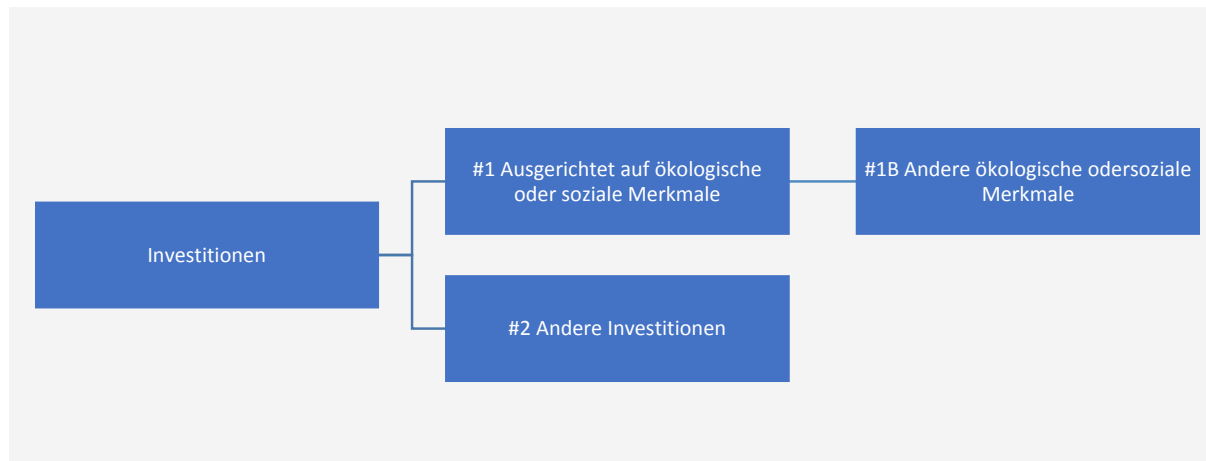 Investitionen
#1 Ausgerichtet auf ökologische
oder soziale Merkmale
#1B Andere ökologische odersoziale
Merkmale
#2 Andere Investitionen